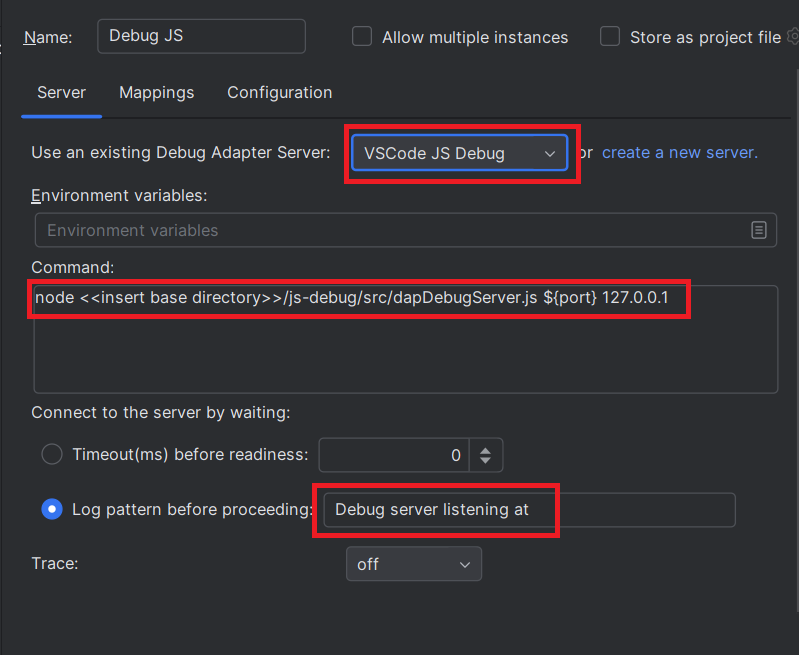 Name: Debug JS Allow multiple instances Store as project file
Server Mappings Configuration
Use an existing Debug Adapter Server: VSCode JS Debug or create a new server.
Environment variables:
Environment variables
Command:
node <<insert base directory>>/js-debug/src/dapDebugServer.js ${port} 127.0.0.1
Connect to the server by waiting:
Timeout(ms) before readiness: 0
Log pattern before proceeding: Debug server listening at
Trace: off